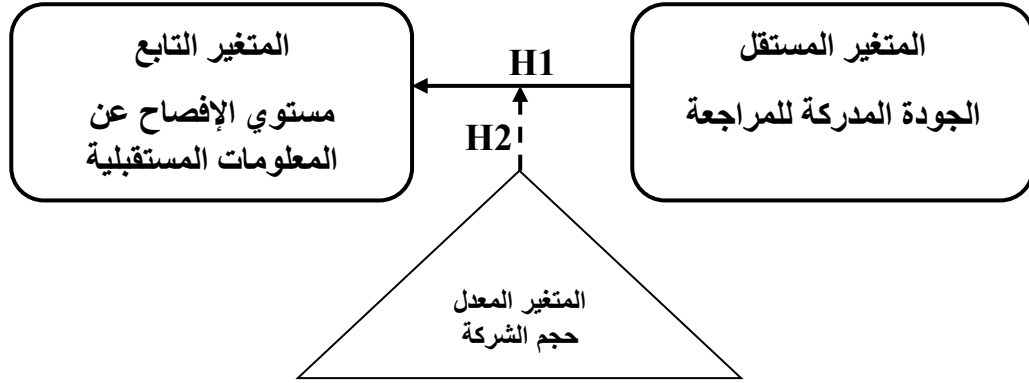 المتغير المستقل
الجودة المدركة للمراجعة
H1
المتغير التابع
مستوي الإفصاح عن
المعلومات المستقبلية
H2
المتغير المعدل
حجم الشركة